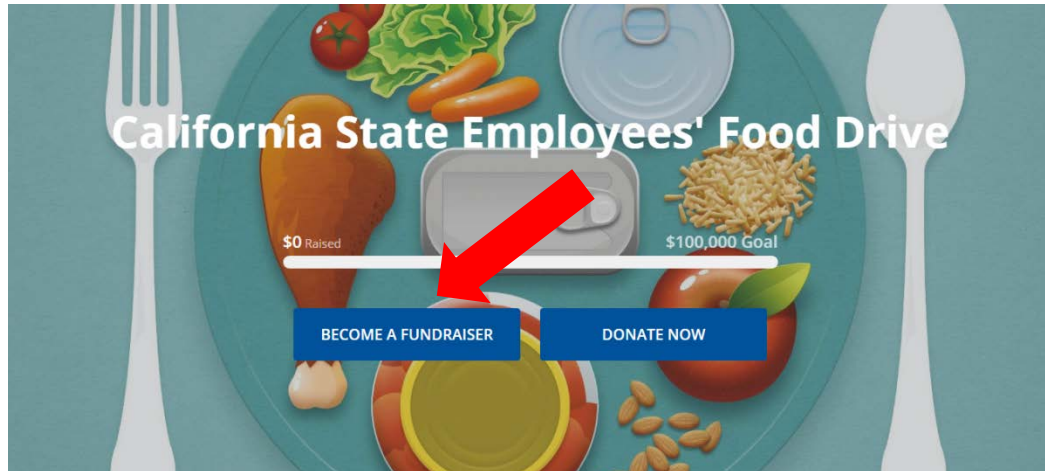 California State Employees' Food Drive
$0 Raised
$100,000 Goal
BECOME A FUNDRAISER
DONATE NOW